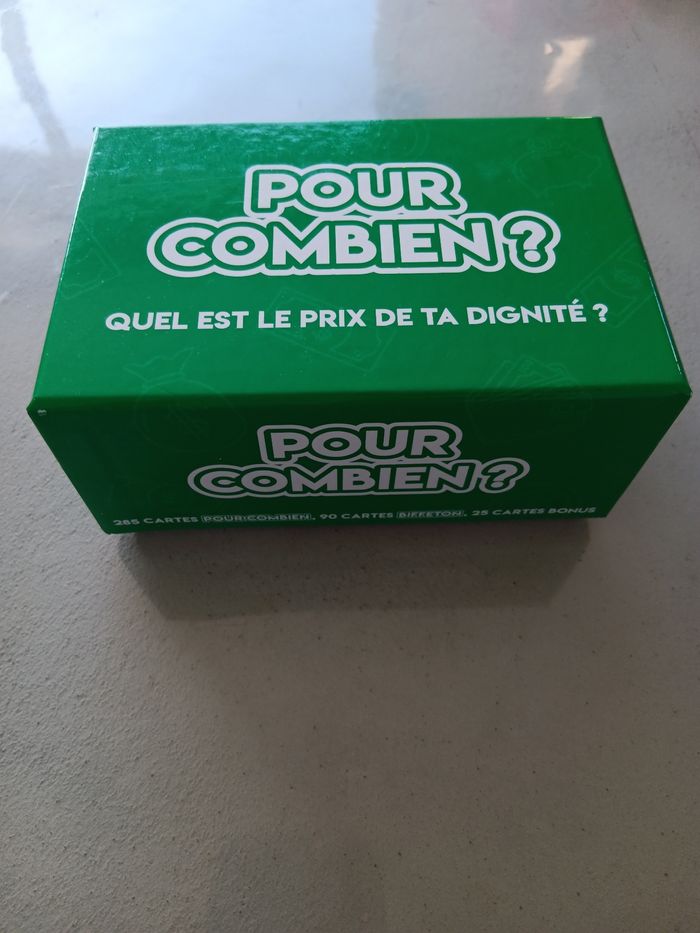 POUR
COMBIEN ?
QUEL EST LE PRIX DE TA DIGNITÉ ?
POUR
COMBIEN ?
285 CARTES POUR COMBIEN, 90 CARTES BIFFETON, 25 CARTES BONUS